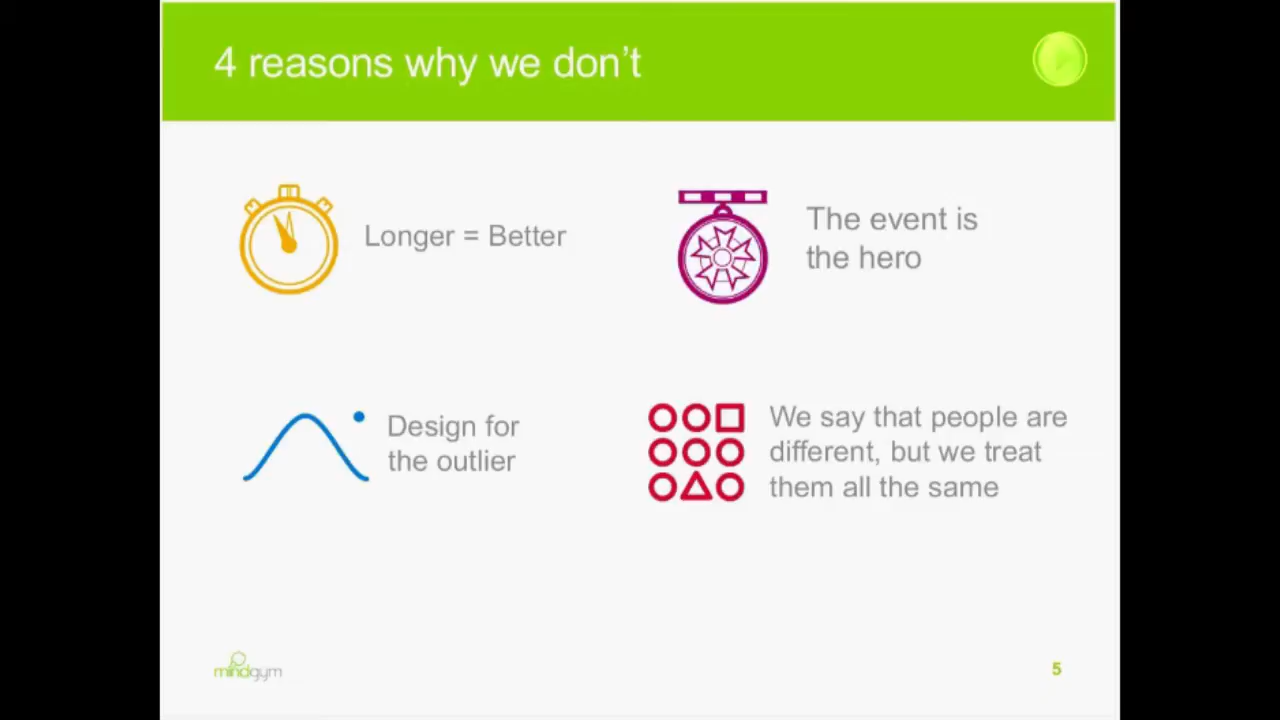 4 reasons why we don't
Longer = Better
The event is
the hero
Design for
the outlier
We say that people are
different, but we treat
them all the same
mindgym
5